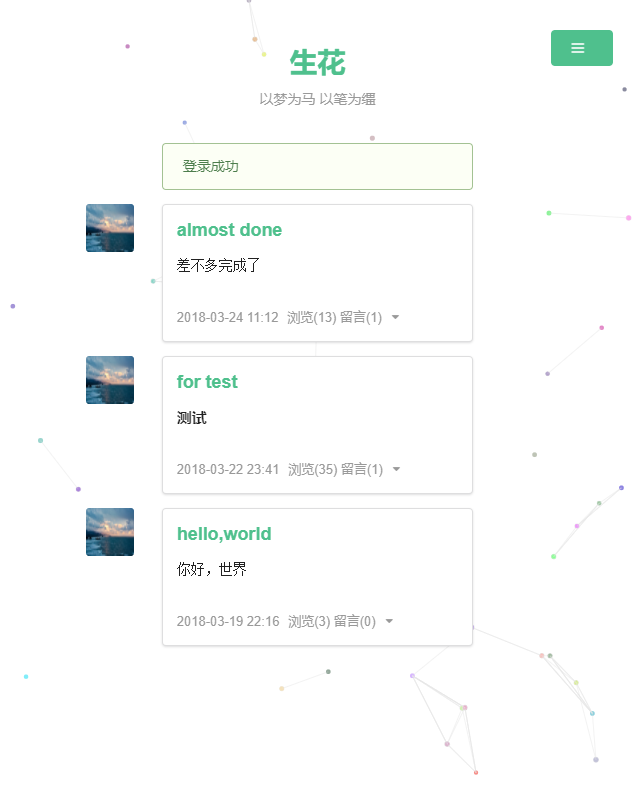 生花
以梦为马 以笔为缰
登录成功
almost done
差不多完成了
2018-03-24 11:12 浏览(13) 留言(1)
for test
测试
2018-03-22 23:41 浏览(35) 留言(1)
hello,world
你好，世界
2018-03-19 22:16 浏览(3) 留言(0)